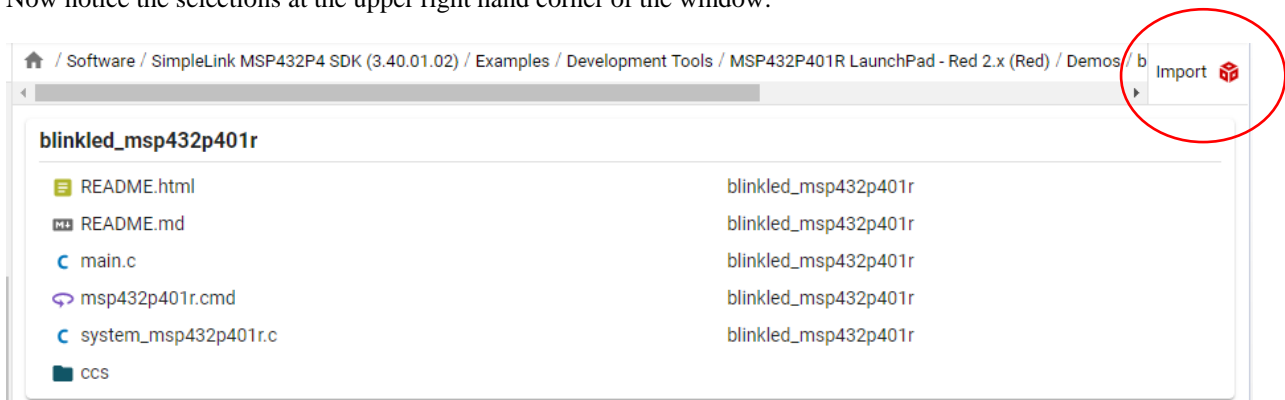 Now notice the selections at the upper right hand corner of the window.
/ Software / SimpleLink MSP432P4 SDK (3.40.01.02) / Examples / Development Tools / MSP432P401R LaunchPad - Red 2.x (Red) / Demos / b
Import
blinkled_msp432p401r
README.html blinkled_msp432p401r
M↓ README.md blinkled_msp432p401r
C main.c blinkled_msp432p401r
msp432p401r.cmd blinkled_msp432p401r
C system_msp432p401r.c blinkled_msp432p401r
ccs